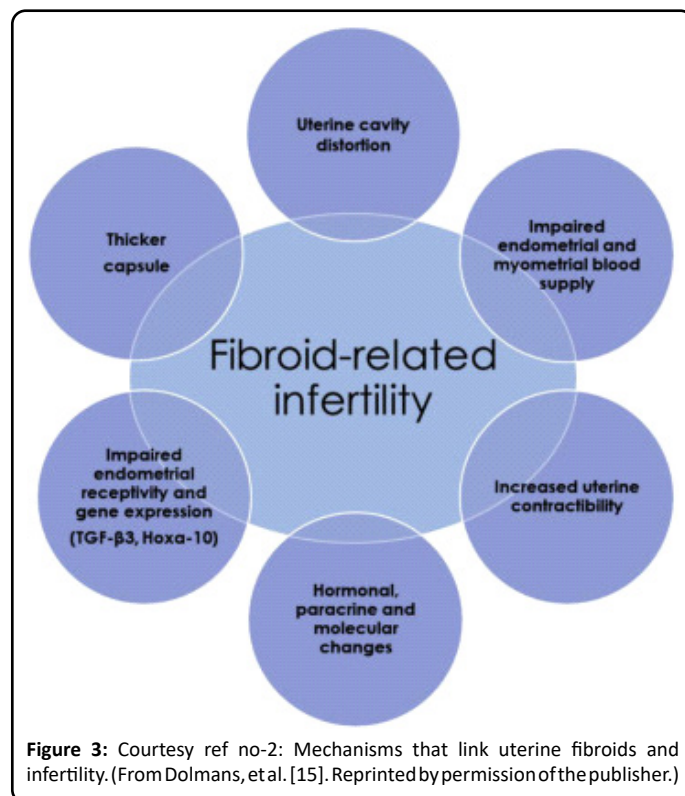 Uterine cavity
distortion
Impaired
endometrial and
myometrial blood
supply
Thicker
capsule
Fibroid-related
infertility
Increased uterine
contractibility
Impaired
endometrial
receptivity and
gene expression
(TGF-β3, Hoxa-10)
Hormonal,
paracrine and
molecular
changes
Figure 3: Courtesy ref no-2: Mechanisms that link uterine fibroids and
infertility. (From Dolmans, et al. [15]. Reprinted by permission of the publisher.)